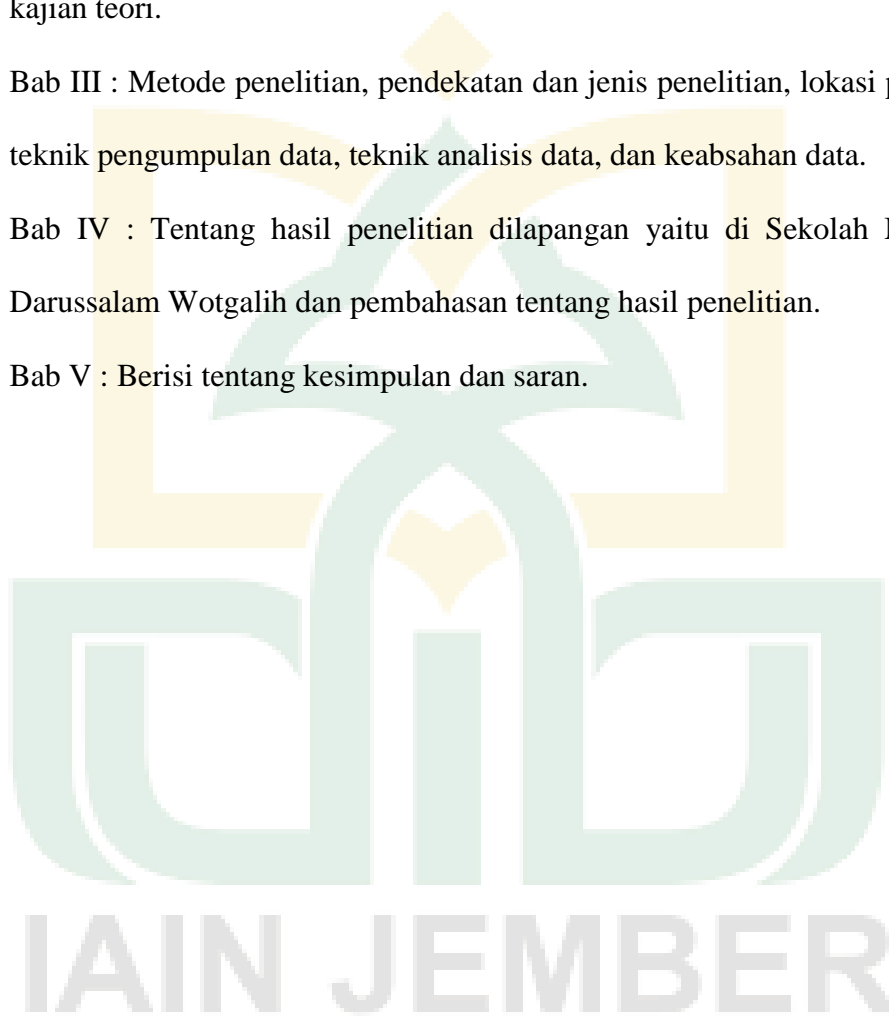 kajian teori.
Bab III : Metode penelitian, pendekatan dan jenis penelitian, lokasi
teknik pengumpulan data, teknik analisis data, dan keabsahan data.
Bab IV : Tentang hasil penelitian dilapangan yaitu di Sekolah
Darussalam Wotgalih dan pembahasan tentang hasil penelitian.
Bab V : Berisi tentang kesimpulan dan saran.
IAIN JEMBER